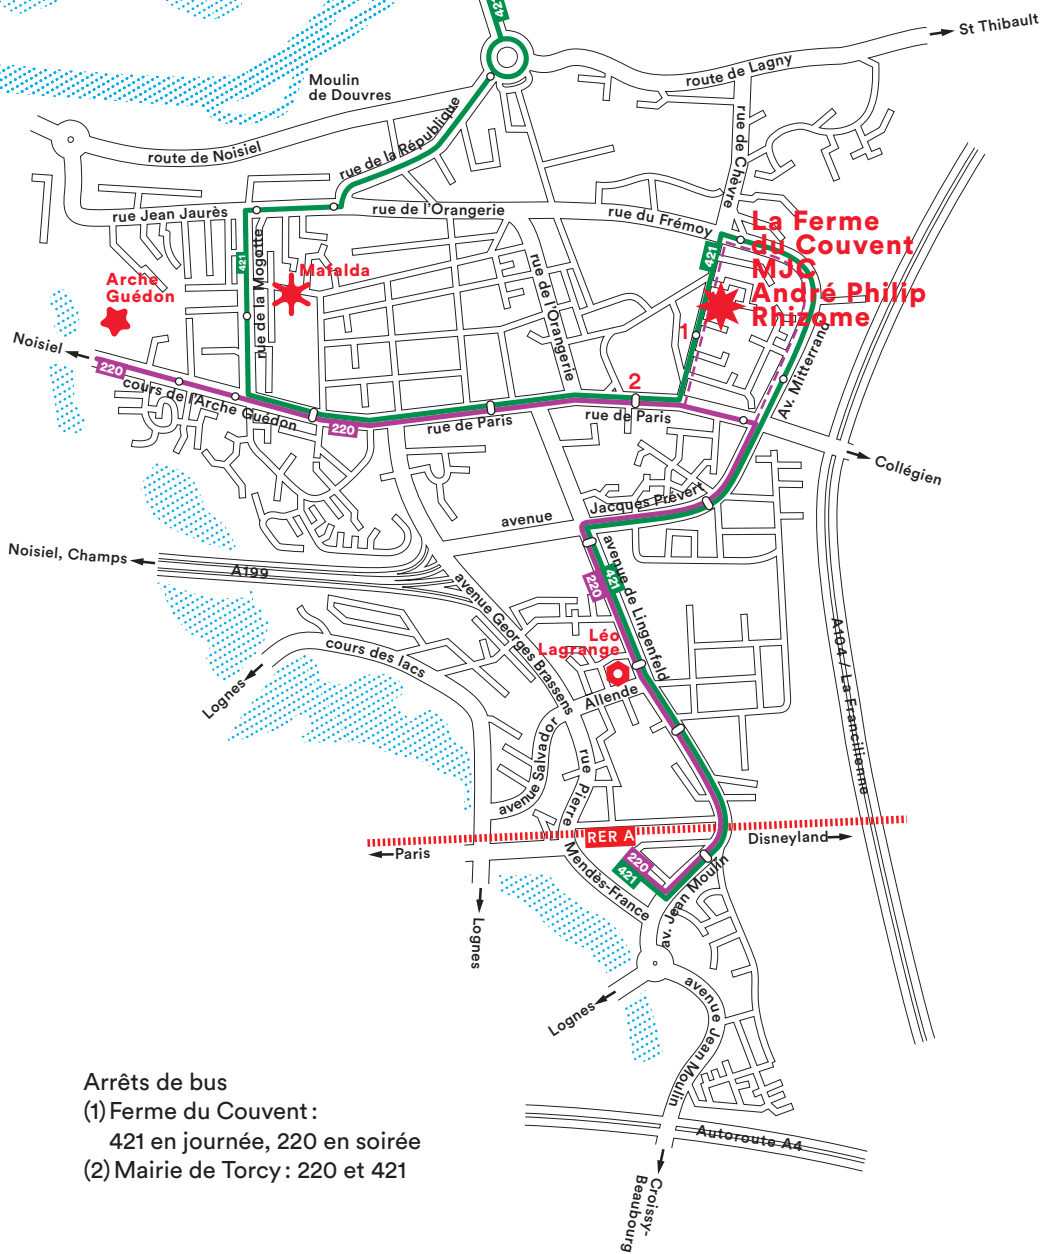 421
St Thibault
route de Lagny
Moulin
de Douvres
rue de la République
route de Noisiel
rue de Chèvre
rue Jean Jaurès
rue de l'Orangerie
rue du Frémoy
La Ferme
du Couvent
MJC
André Philip
Rhizome
421
421
rue de la Mogotte
Mafalda
Arche
Guédon
rue de l'Orangerie
1
Av. Mitterrand
Noisiel
220
cours de l'Arche Guédon
220
rue de Paris
2
rue de Paris
Collégien
Jacques Prévert
avenue
Noisiel, Champs
A199
avenue Georges Brassens
220
421
avenue de Lingenfeld
A104 / La Francilienne
Léo
Lagrange
cours des lacs
Lognes
Allende
avenue Salvador
rue Pierre
Mendès-France
RER A
Paris
Disneyland
220
421
av. Jean Moulin
Lognes
Lognes
avenue Jean Moulin
Autoroute A4
Croissy-
Beaubourg
Arrêts de bus
(1) Ferme du Couvent :
421 en journée, 220 en soirée
(2) Mairie de Torcy : 220 et 421